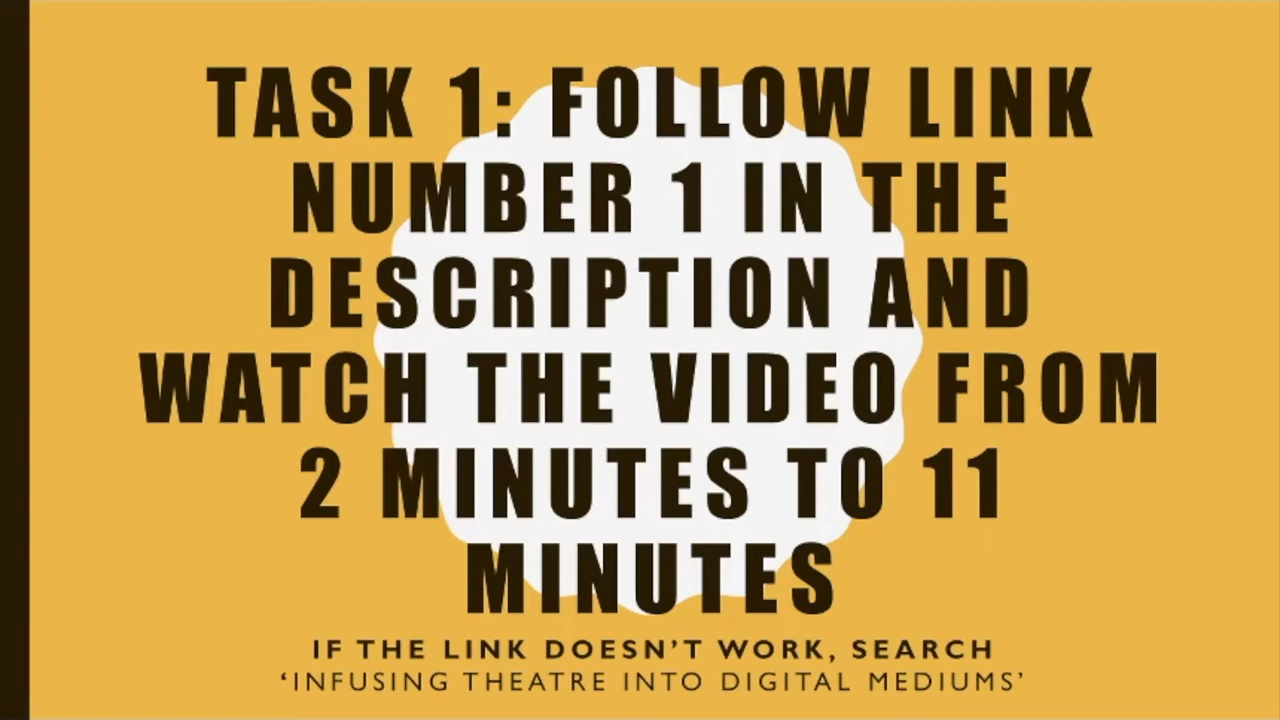 TASK 1: FOLLOW LINK
NUMBER 1 IN THE
DESCRIPTION AND
WATCH THE VIDEO FROM
2 MINUTES TO 11
MINUTES
IF THE LINK DOESN'T WORK, SEARCH
‘INFUSING THEATRE INTO DIGITAL MEDIUMS’